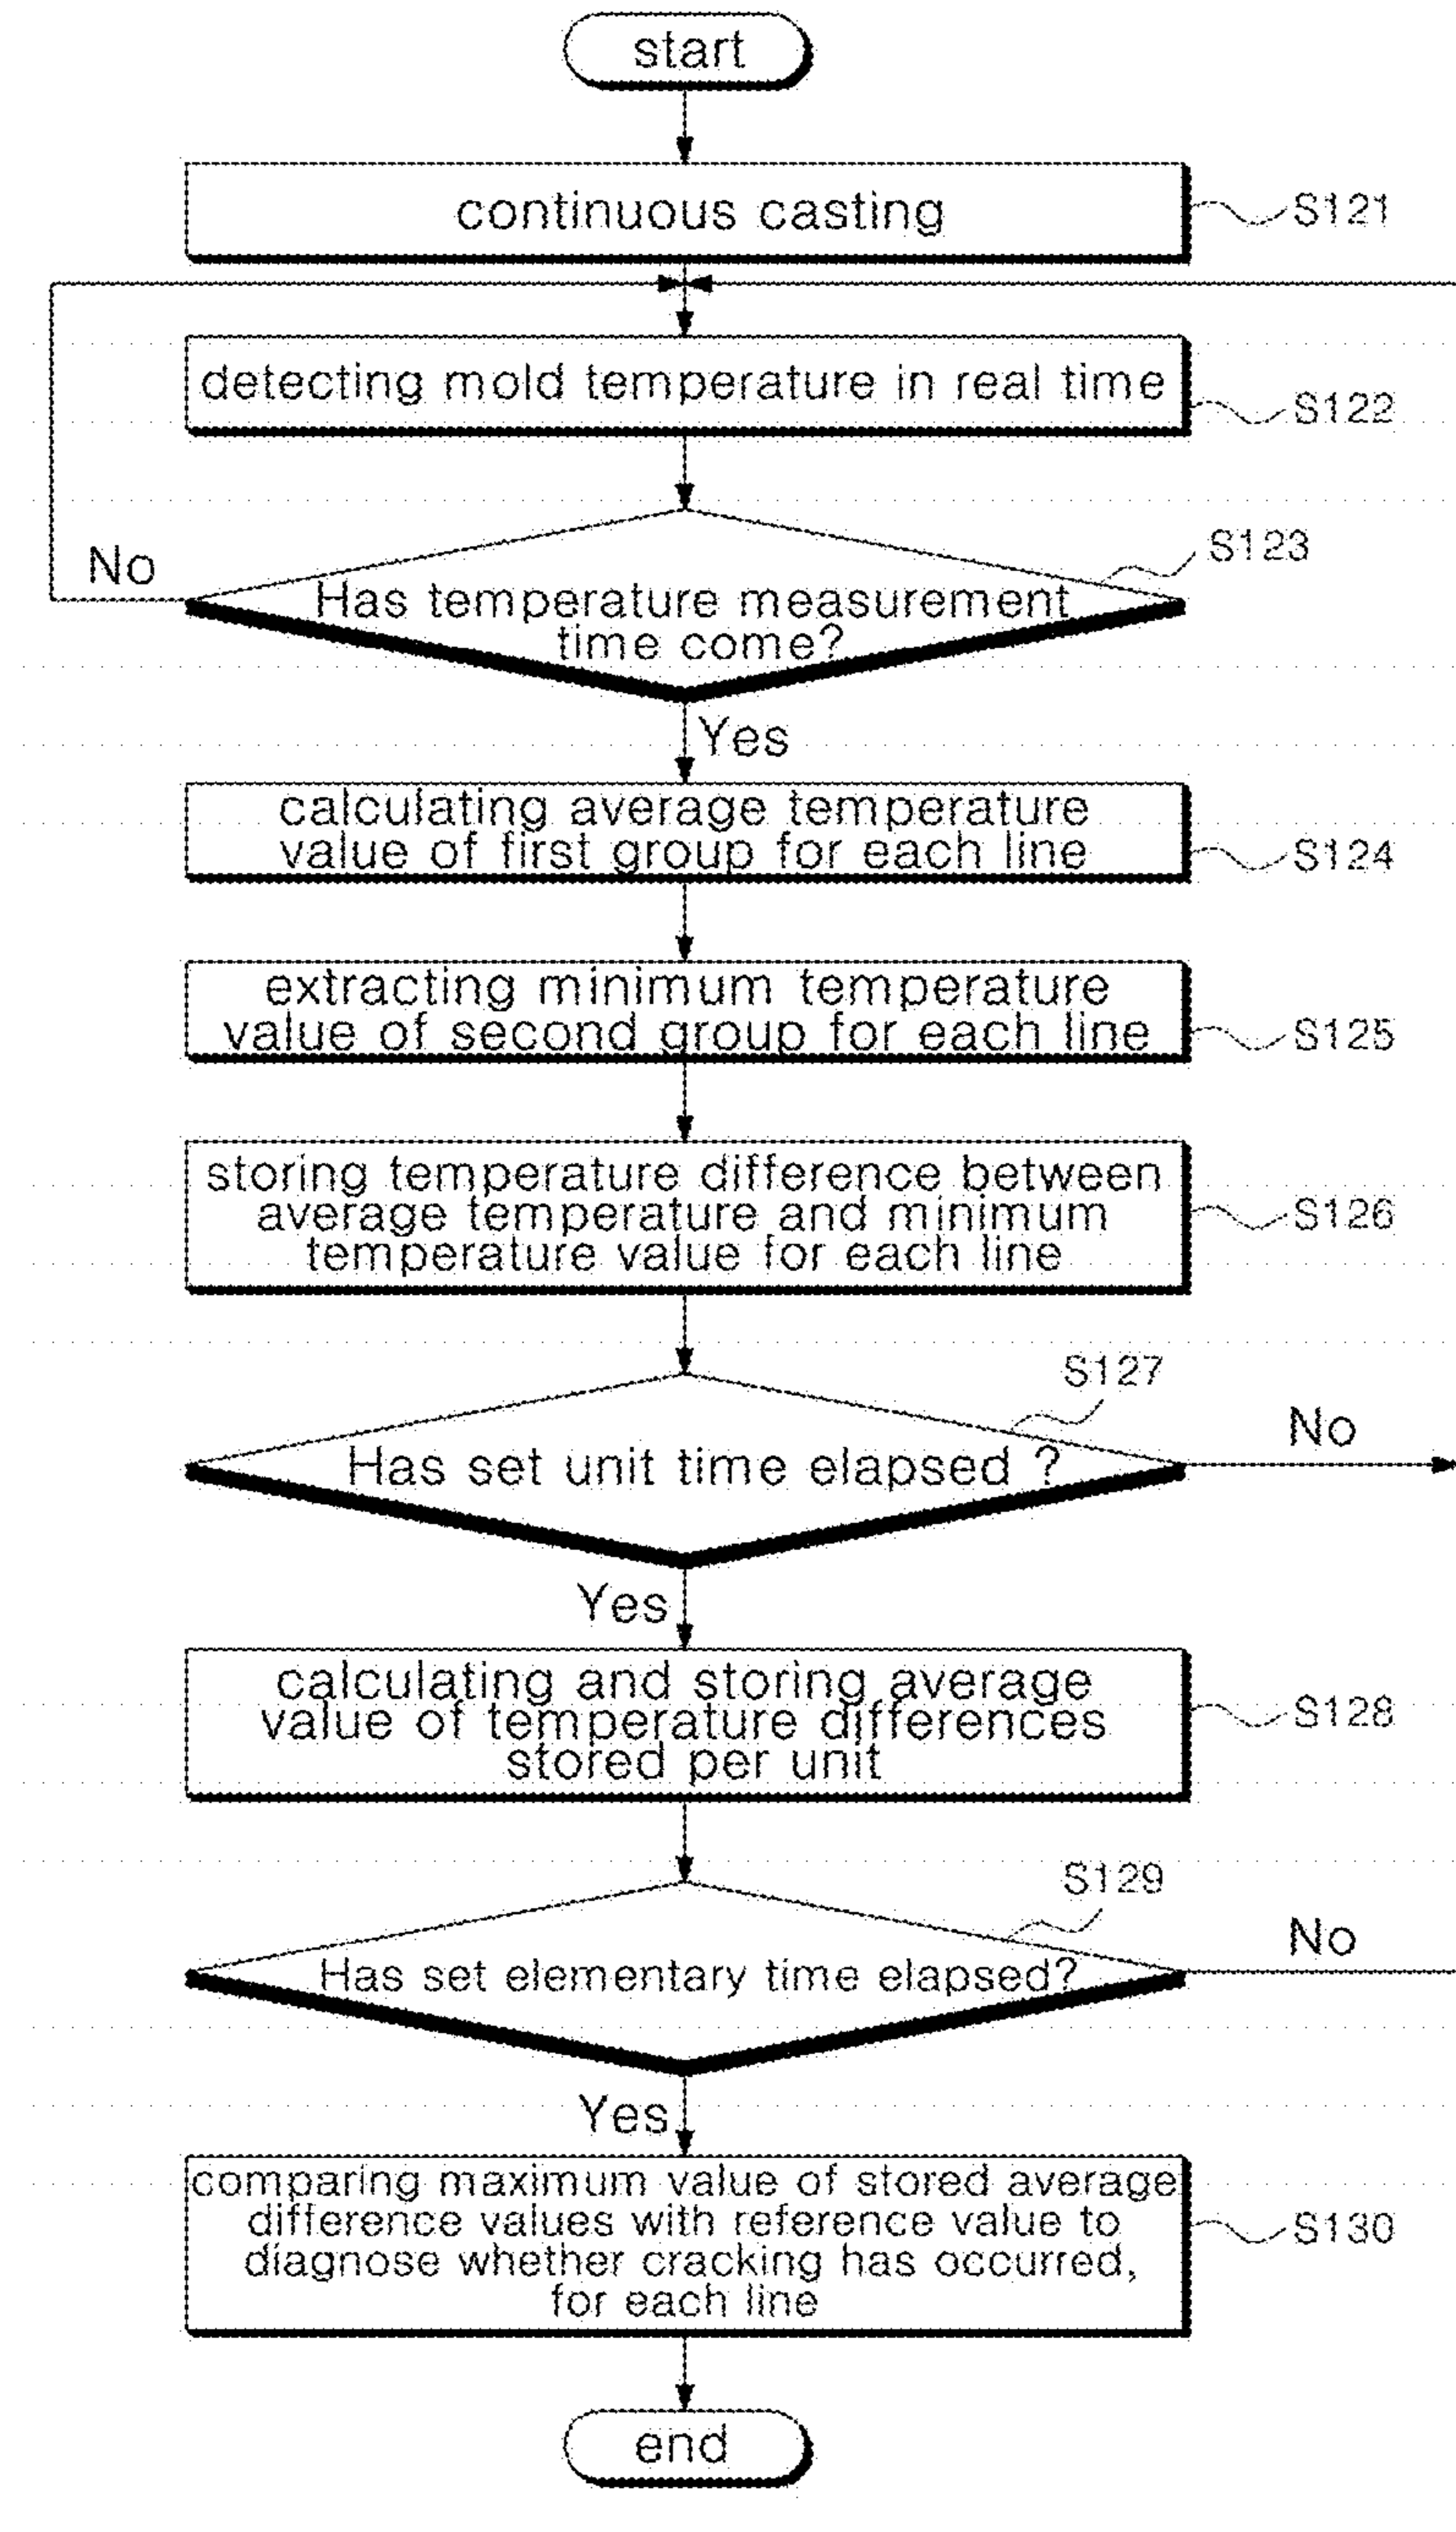 start
continuous casting
S121
detecting mold temperature in real time
S122
No
S123
Has temperature measurement
time come?
Yes
calculating average temperature
value of first group for each line
S124
extracting minimum temperature
value of second group for each line
S125
storing temperature difference between
average temperature and minimum
temperature value for each line
S126
S127
No
Has set unit time elapsed ?
Yes
calculating and storing average
value of temperature differences
stored per unit
S128
S129
No
Has set elementary time elapsed?
Yes
comparing maximum value of stored average
difference values with reference value to
diagnose whether cracking has occurred,
for each line
S130
end